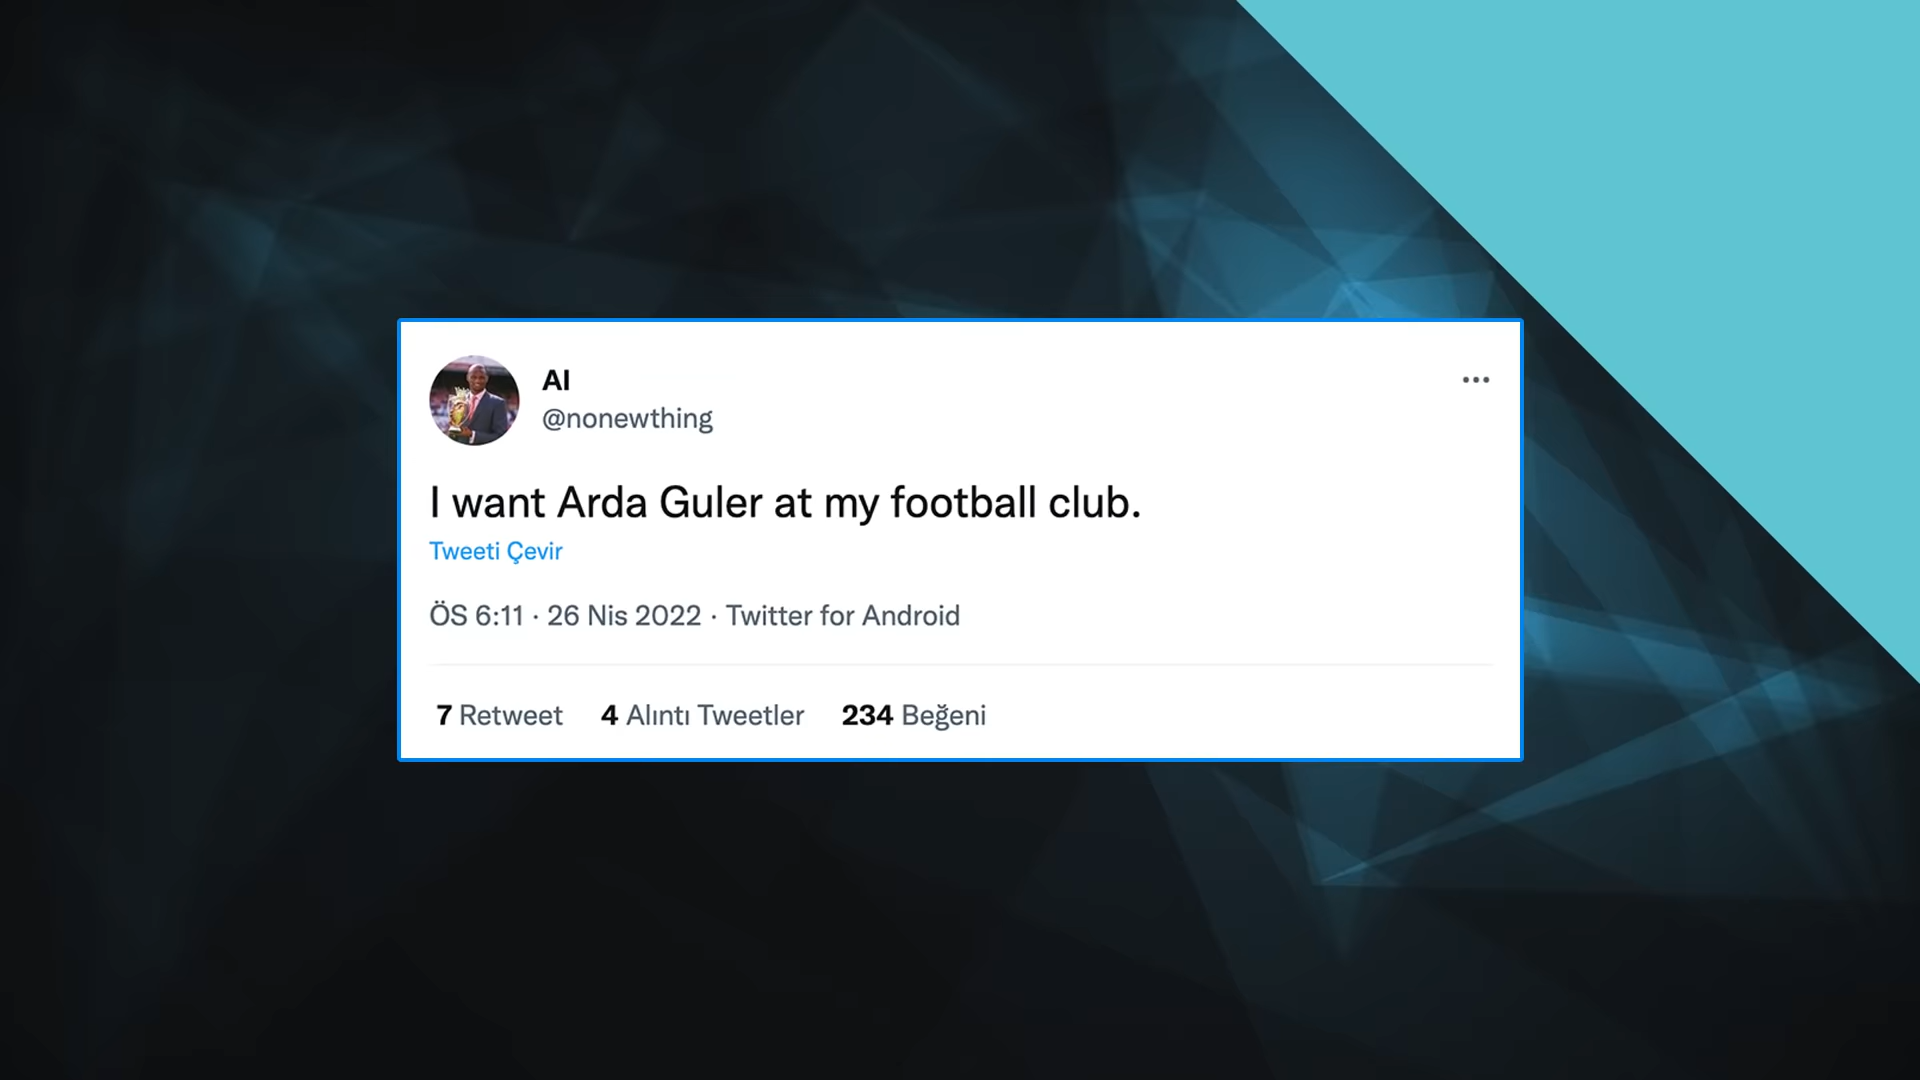 AI
@nonewthing
I want Arda Guler at my football club.
Tweeti Çevir
ÖS 6:11 · 26 Nis 2022 · Twitter for Android
7 Retweet 4 Alıntı Tweetler 234 Beğeni